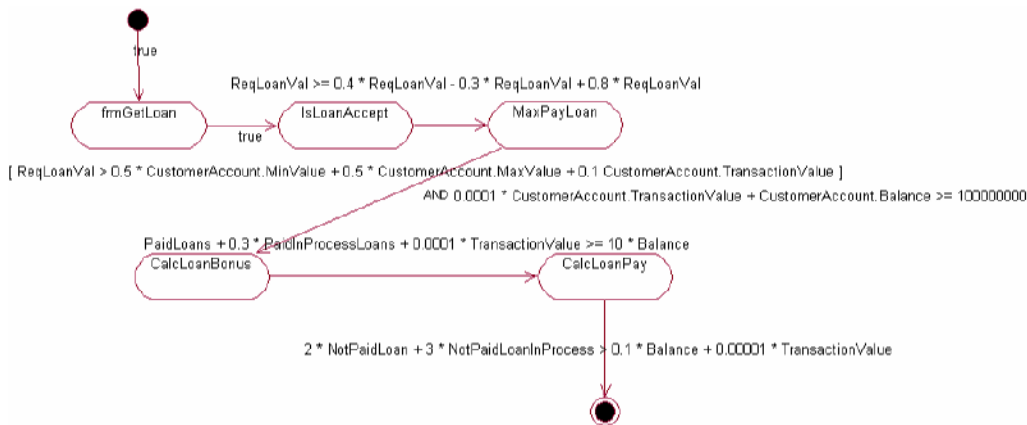 true
ReqLoanVal >= 0.4 * ReqLoanVal - 0.3 * ReqLoanVal + 0.8 * ReqLoanVal
frmGetLoan
IsLoanAccept
MaxPayLoan
true
[ ReqLoanVal > 0.5 * CustomerAccount.MinValue + 0.5 * CustomerAccount.MaxValue + 0.1 CustomerAccount.TransactionValue ]
AND 0.0001 * CustomerAccount.TransactionValue + CustomerAccount.Balance >= 100000000
PaidLoans + 0.3 * PaidInProcessLoans + 0.0001 * TransactionValue >= 10 * Balance
CalcLoanBonus
CalcLoanPay
2 * NotPaidLoan + 3 * NotPaidLoanInProcess > 0.1 * Balance + 0.00001 * TransactionValue